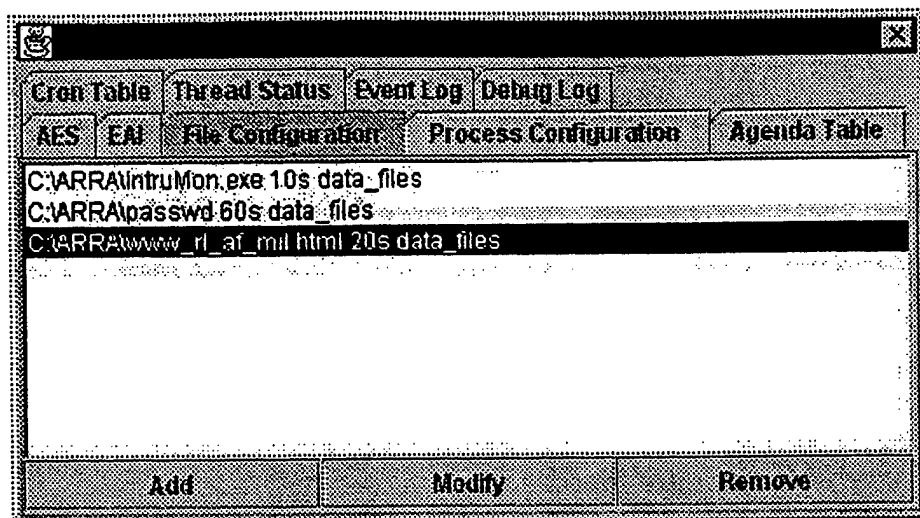 Cron Table Thread Status Event Log Debug Log
AES EAI File Configuration Process Configuration Agenda Table
C:\ARRA\IntruMon.exe 10s data_files
C:\ARRA\passwd 60s data_files
C:\ARRA\www_rl_af_mil html 20s data_files
Add Modify Remove